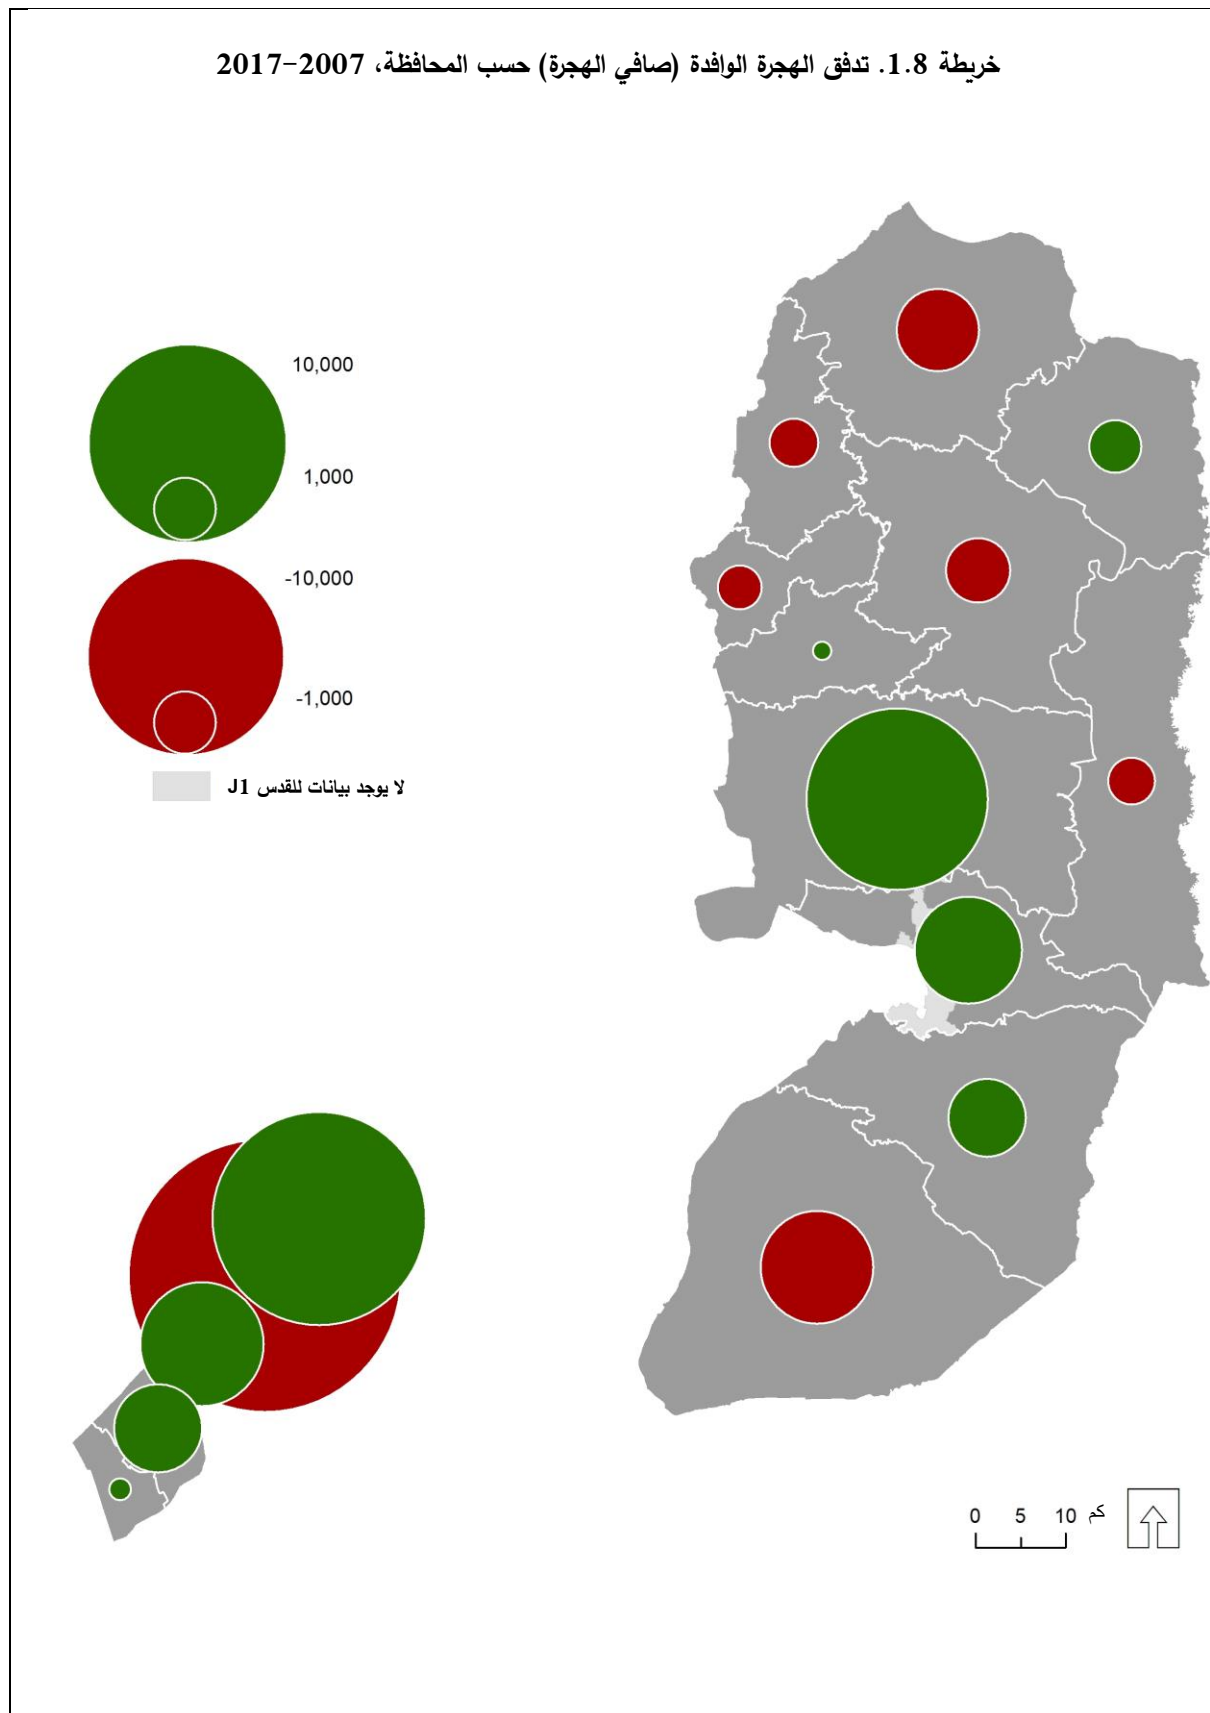 خريطة 1.8. تدفق الهجرة الوافدة (صافي الهجرة) حسب المحافظة، 2007-2017
10,000
1,000
-10,000
-1,000
لا يوجد بيانات للقدس J1
0 5 10 كم